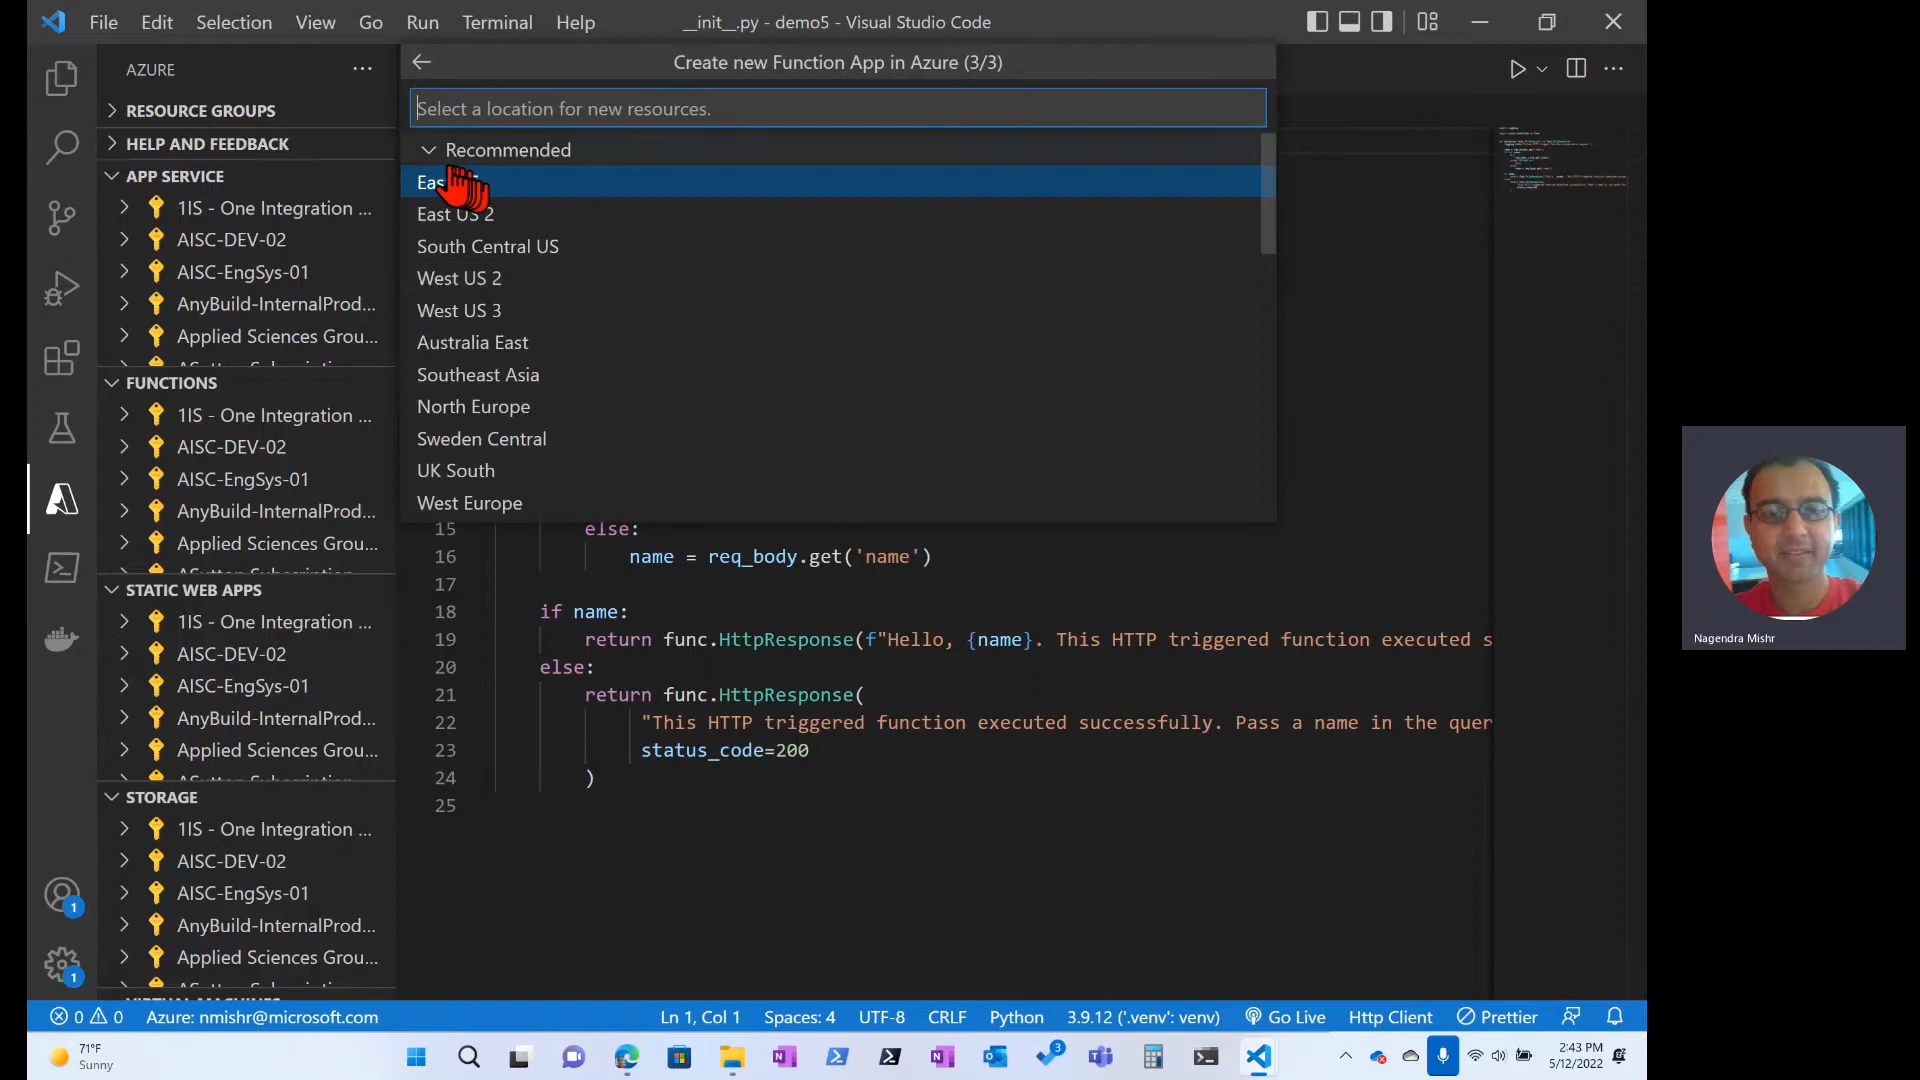 File Edit Selection View Go Run Terminal Help
__init__.py - demo5 - Visual Studio Code
AZURE
RESOURCE GROUPS
HELP AND FEEDBACK
APP SERVICE
1IS - One Integration ...
AISC-DEV-02
AISC-EngSys-01
AnyBuild-InternalProd...
Applied Sciences Grou...
FUNCTIONS
1IS - One Integration ...
AISC-DEV-02
AISC-EngSys-01
AnyBuild-InternalProd...
Applied Sciences Grou...
STATIC WEB APPS
1IS - One Integration ...
AISC-DEV-02
AISC-EngSys-01
AnyBuild-InternalProd...
Applied Sciences Grou...
STORAGE
1IS - One Integration ...
AISC-DEV-02
AISC-EngSys-01
AnyBuild-InternalProd...
Applied Sciences Grou...
1
1
Create new Function App in Azure (3/3)
Select a location for new resources.
Recommended
East US 2
South Central US
West US 2
West US 3
Australia East
Southeast Asia
North Europe
Sweden Central
UK South
West Europe
15 else:
16 name = req_body.get('name')
17
18 if name:
19 return func.HttpResponse(f"Hello, {name}. This HTTP triggered function executed s
20 else:
21 return func.HttpResponse(
22 "This HTTP triggered function executed successfully. Pass a name in the quer
23 status_code=200
24 )
25
Nagendra Mishr
0 0 Azure: nmishr@microsoft.com Ln 1, Col 1 Spaces: 4 UTF-8 CRLF Python 3.9.12 ('.venv': venv) Go Live Http Client Prettier
71°F
Sunny
3
2:43 PM
5/12/2022